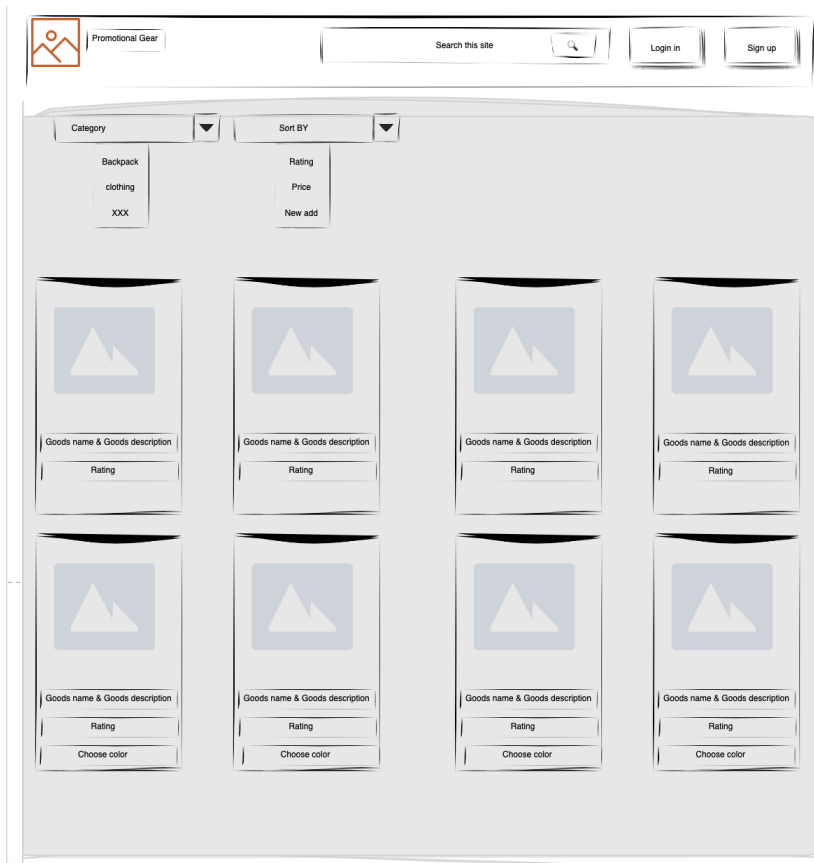 Promotional Gear
Search this site
Login in
Sign up
Category
Sort BY
Backpack
clothing
XXX
Rating
Price
New add
Goods name & Goods description
Rating
Goods name & Goods description
Rating
Goods name & Goods description
Rating
Goods name & Goods description
Rating
Goods name & Goods description
Rating
Choose color
Goods name & Goods description
Rating
Choose color
Goods name & Goods description
Rating
Choose color
Goods name & Goods description
Rating
Choose color